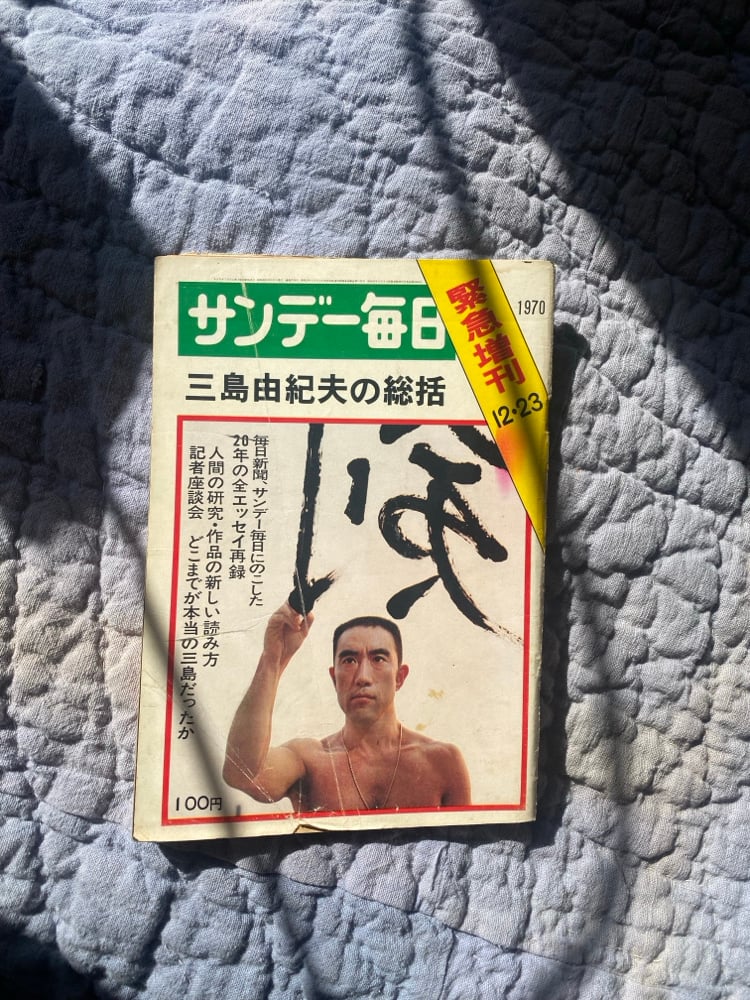 サンデー毎日
1970
緊急増刊
12・23
三島由紀夫の総括
毎日新聞、サンデー毎日にのこした
20年の全エッセイ再録
人間の研究・作品の新しい読み方
記者座談会 どこまでが本当の三島だったか
100円